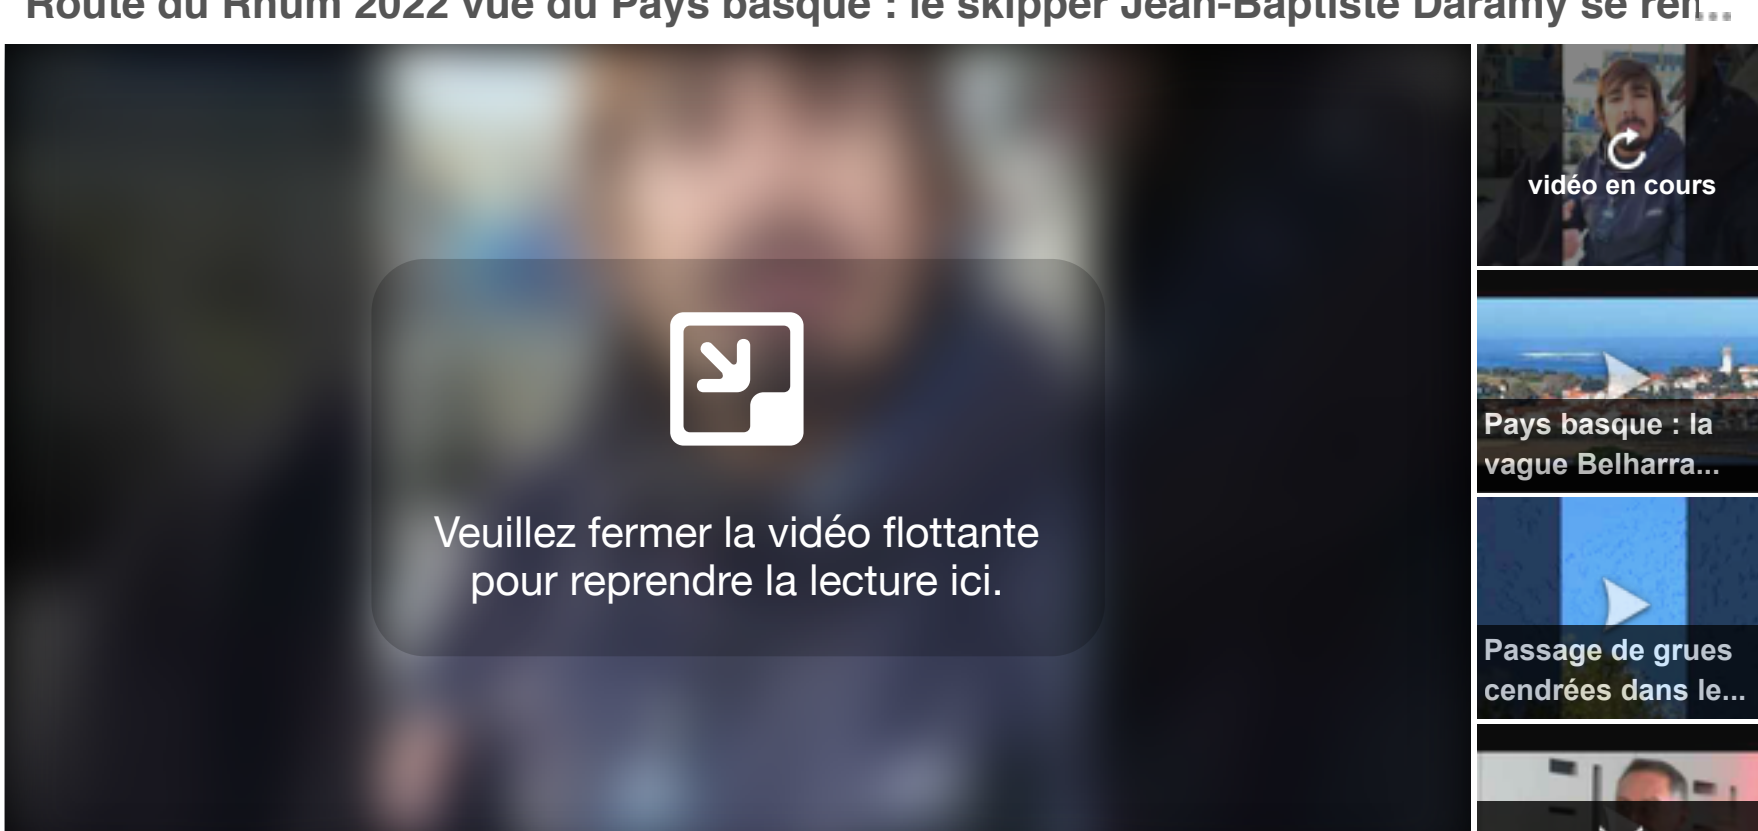 Route du Rhum 2022 vue du Pays basque : le skipper Jean-Baptiste Daramy se ren...
vidéo en cours
Veuillez fermer la vidéo flottante
pour reprendre la lecture ici.
Pays basque : la
vague Belharra...
Passage de grues
cendrées dans le...